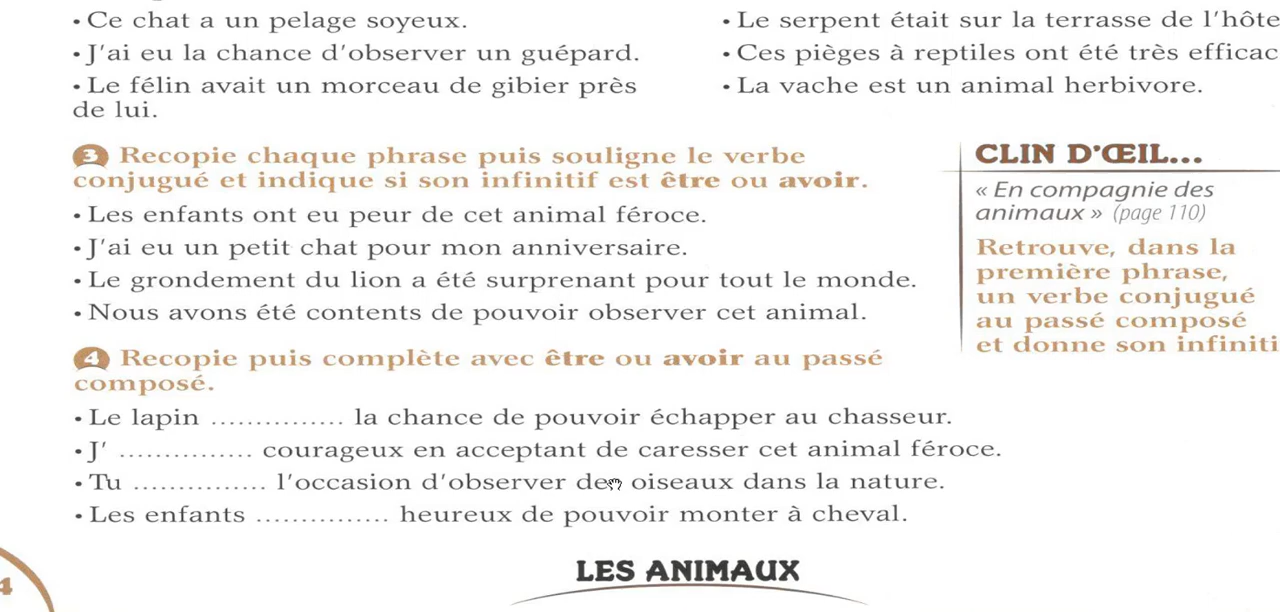 • Ce chat a un pelage soyeux.
• J'ai eu la chance d'observer un guépard.
• Le félin avait un morceau de gibier près
de lui.
• Le serpent était sur la terrasse de l'hôte
• Ces pièges à reptiles ont été très efficac
• La vache est un animal herbivore.
3 Recopie chaque phrase puis souligne le verbe
conjugué et indique si son infinitif est être ou avoir.
• Les enfants ont eu peur de cet animal féroce.
• J'ai eu un petit chat pour mon anniversaire.
• Le grondement du lion a été surprenant pour tout le monde.
• Nous avons été contents de pouvoir observer cet animal.
CLIN D'ŒIL...
« En compagnie des
animaux » (page 110)
Retrouve, dans la
première phrase,
un verbe conjugué
au passé composé
et donne son infiniti
4 Recopie puis complète avec être ou avoir au passé
composé.
• Le lapin ............... la chance de pouvoir échapper au chasseur.
• J' ............... courageux en acceptant de caresser cet animal féroce.
• Tu ............... l'occasion d'observer des oiseaux dans la nature.
• Les enfants ............... heureux de pouvoir monter à cheval.
4
LES ANIMAUX